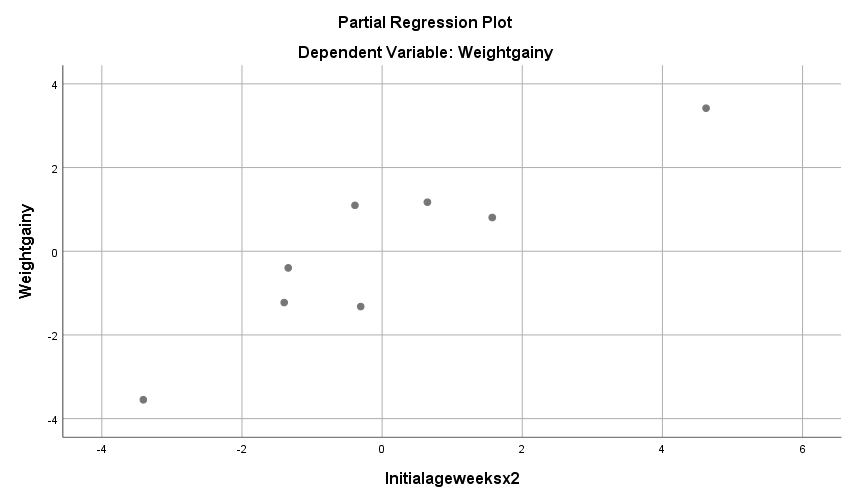 Partial Regression Plot
Dependent Variable: Weightgainy
4
2
0
-2
-4
Weightgainy
-4 -2 0 2 4 6
Initialageweeksx2